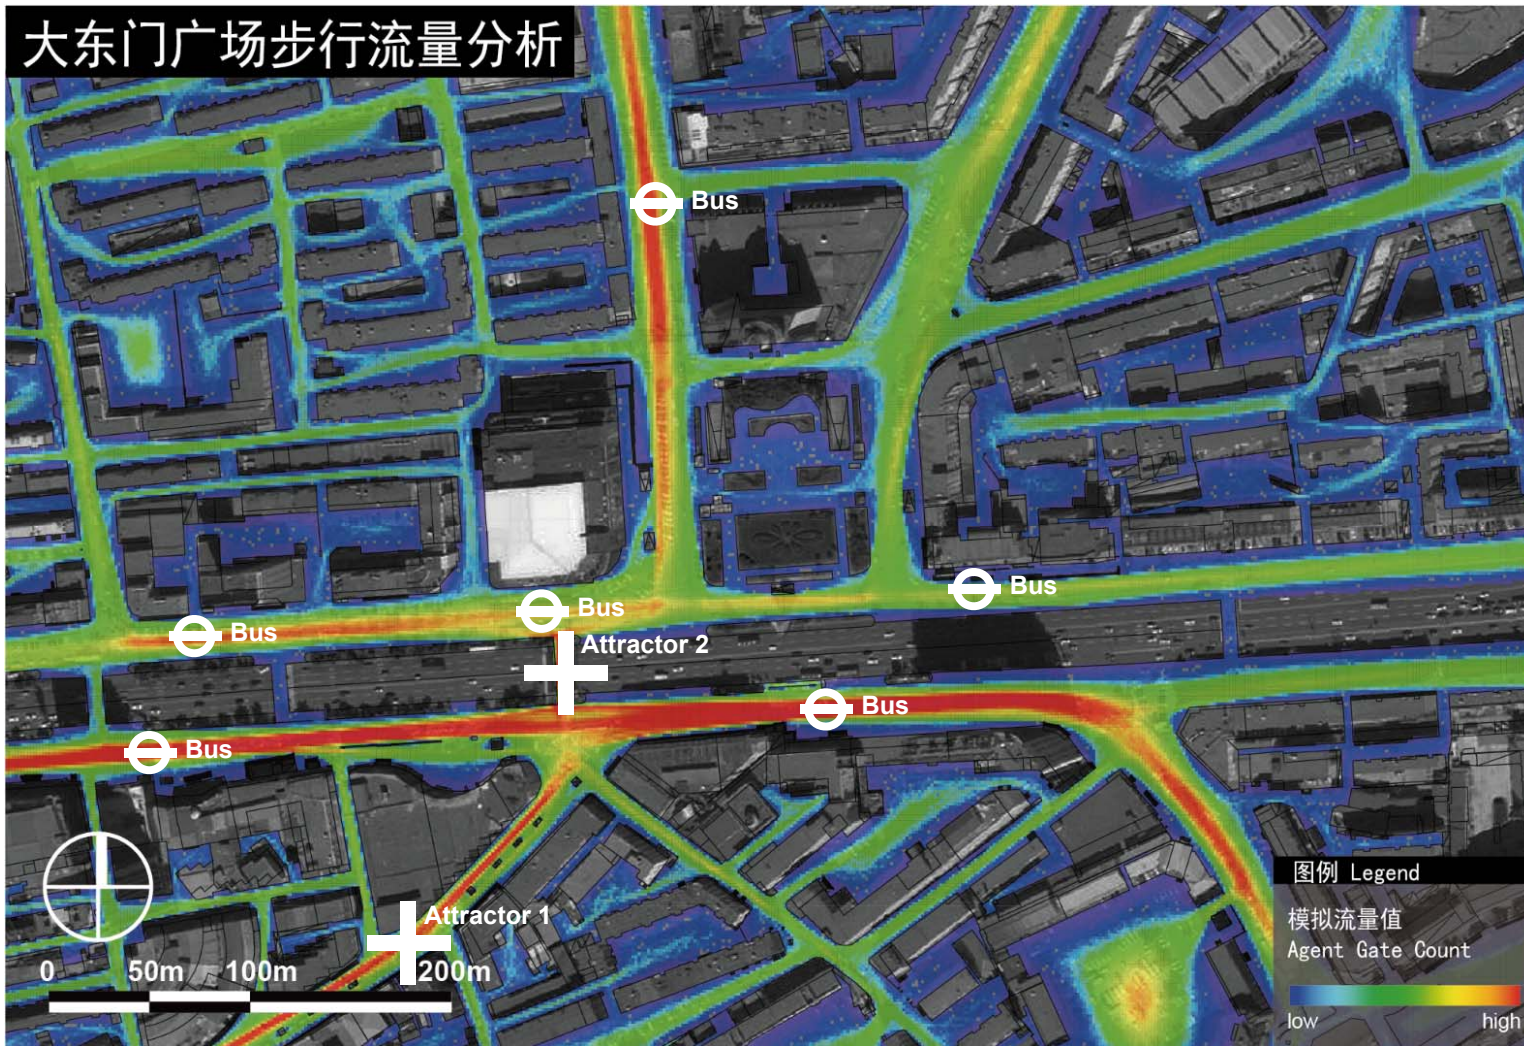 大东门广场步行流量分析
Bus
Bus
Bus
Bus
Attractor 2
Bus
Bus
Attractor 1
0 50m 100m 200m
图例 Legend
模拟流量值
Agent Gate Count
low high